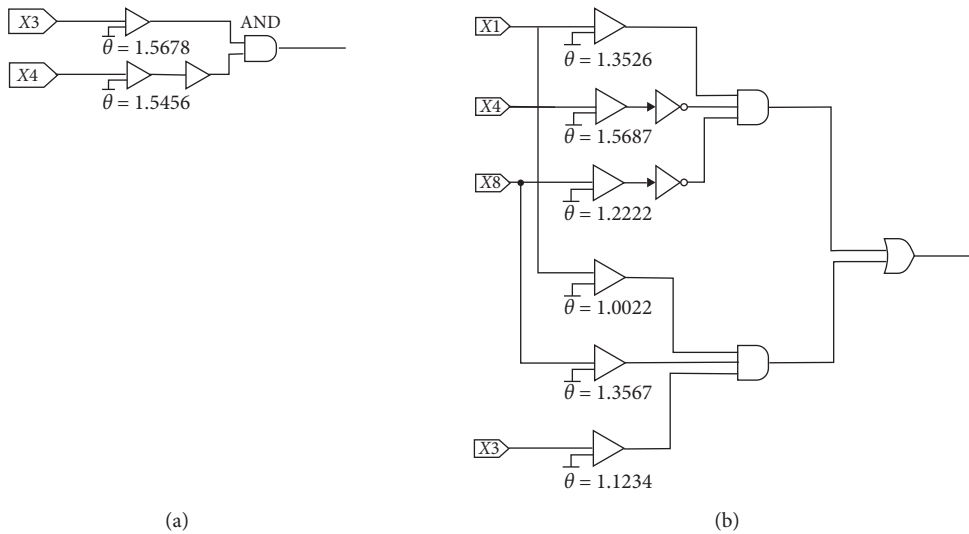 X3
AND
θ = 1.5678
X4
θ = 1.5456
(a)
X1
θ = 1.3526
X4
θ = 1.5687
X8
θ = 1.2222
θ = 1.0022
θ = 1.3567
X3
θ = 1.1234
(b)